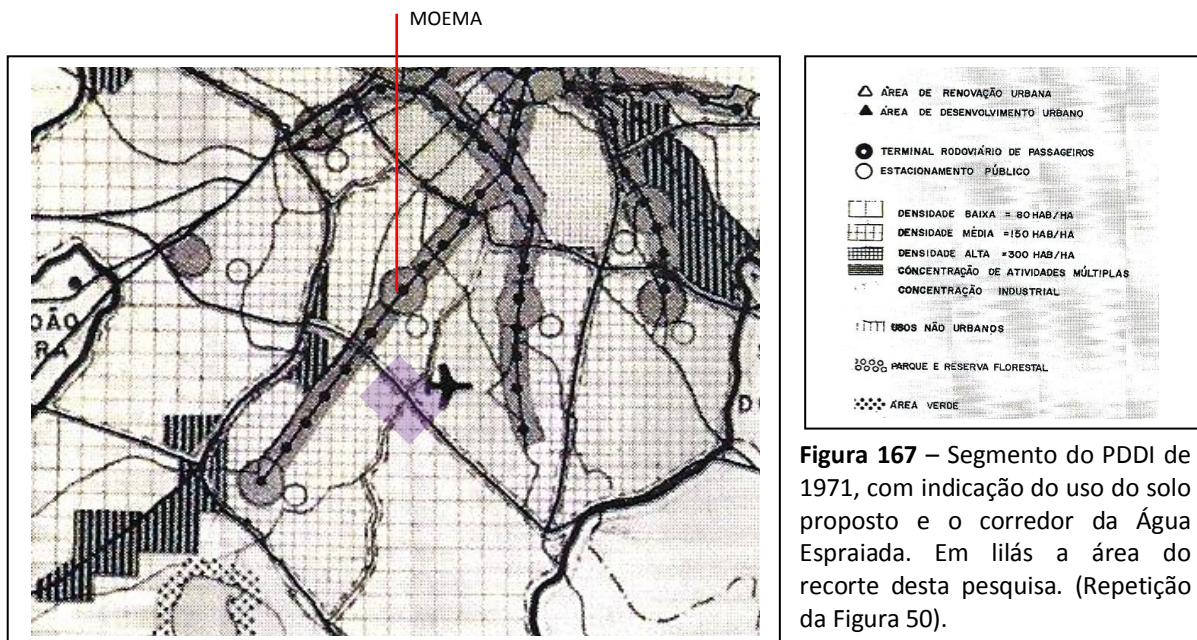 MOEMA
OÃO
RA
D
ÁREA DE RENOVAÇÃO URBANA
ÁREA DE DESENVOLVIMENTO URBANO
TERMINAL RODOVIÁRIO DE PASSAGEIROS
ESTACIONAMENTO PÚBLICO
DENSIDADE BAIXA = 80 HAB/HA
DENSIDADE MÉDIA =150 HAB/HA
DENSIDADE ALTA =300 HAB/HA
CONCENTRAÇÃO DE ATIVIDADES MÚLTIPLAS
CONCENTRAÇÃO INDUSTRIAL
USOS NÃO URBANOS
PARQUE E RESERVA FLORESTAL
ÁREA VERDE
Figura 167 – Segmento do PDDI de
1971, com indicação do uso do solo
proposto e o corredor da Água
Espraiada. Em lilás a área do
recorte desta pesquisa. (Repetição
da Figura 50).